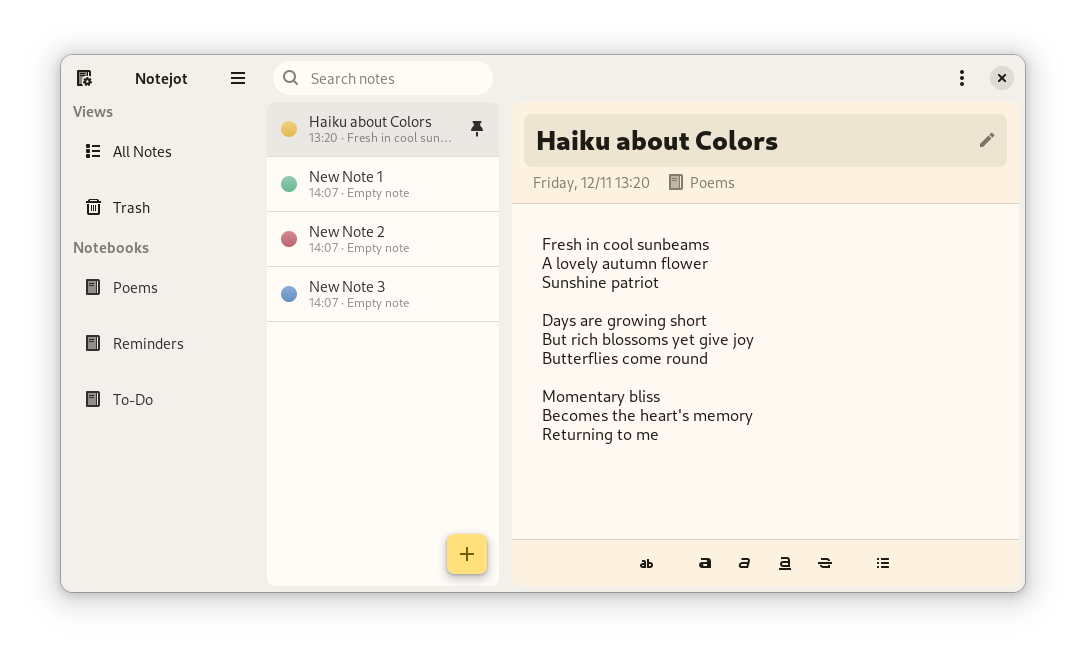 Notejot
Search notes
Views
All Notes
Trash
Notebooks
Poems
Reminders
To-Do
Haiku about Colors
13:20 · Fresh in cool sun…
New Note 1
14:07 · Empty note
New Note 2
14:07 · Empty note
New Note 3
14:07 · Empty note
Haiku about Colors
Friday, 12/11 13:20 Poems
Fresh in cool sunbeams
A lovely autumn flower
Sunshine patriot
Days are growing short
But rich blossoms yet give joy
Butterflies come round
Momentary bliss
Becomes the heart's memory
Returning to me
ab a a a a